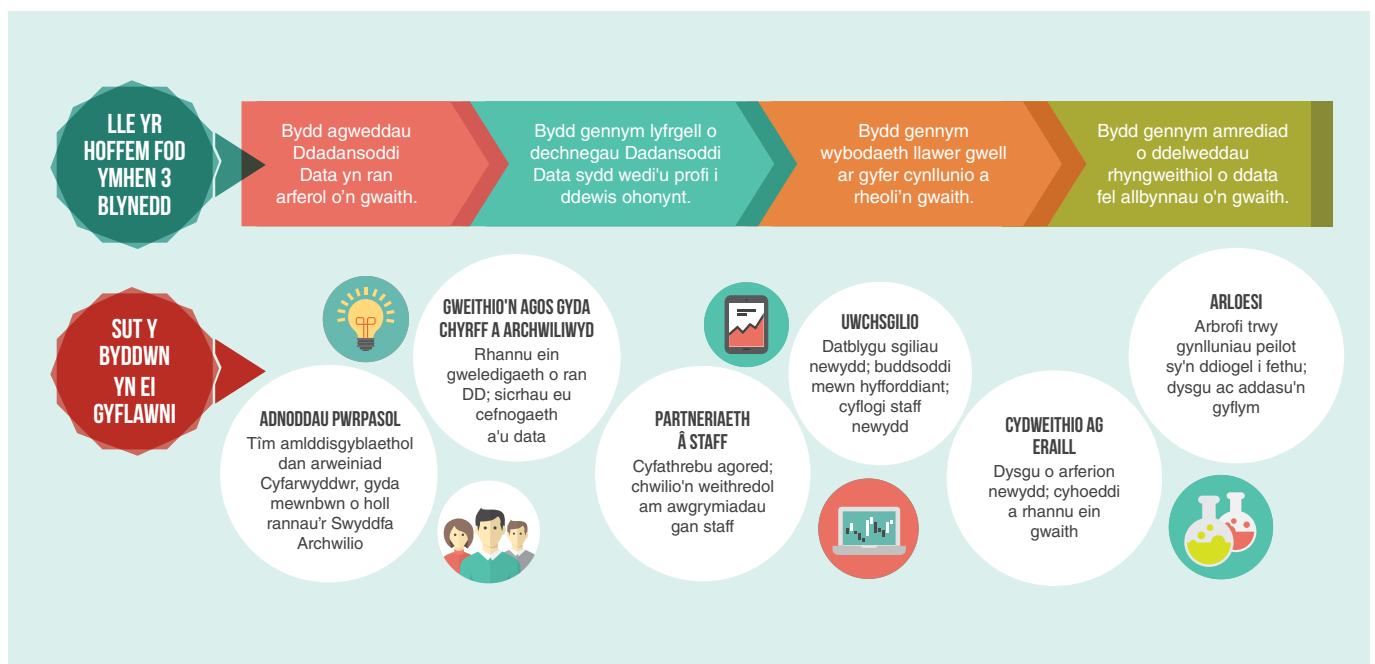 LLE YR
HOFFEM FOD
YMHEN 3
BLYNEDD
Bydd agweddau
Ddadansoddi
Data yn ran
arferol o'n gwaith.
Bydd gennym lyfrgell o
dechnegau Dadansoddi
Data sydd wedi'u profi i
ddewis ohonynt.
Bydd gennym
wybodaeth llawer gwell
ar gyfer cynllunio a
rheoli'n gwaith.
Bydd gennym amrediad
o ddelweddau
rhyngweithiol o ddata
fel allbynnau o'n gwaith.
SUT Y
BYDDWN
YN EI
GYFLAWNI
ADNODDAU PWRPASOL
Tîm amlddisgyblaethol
dan arweiniad
Cyfarwyddwr, gyda
mewnbwn o holl
rannau'r Swyddfa
Archwilio
GWEITHIO'N AGOS GYDA
CHYRFF A ARCHWILIWYD
Rhannu ein
gweledigaeth o ran
DD; sicrhau eu
cefnogaeth
a'u data
PARTNERIAETH
Â STAFF
Cyfathrebu agored;
chwilio'n weithredol
am awgrymiadau
gan staff
UWCHSGILIO
Datblygu sgiliau
newydd; buddsoddi
mewn hyfforddiant;
cyflogi staff
newydd
CYDWEITHIO AG
ERAILL
Dysgu o arferion
newydd; cyhoeddi
a rhannu ein
gwaith
ARLOESI
Arbrofi trwy
gynlluniau peilot
sy'n ddiogel i fethu;
dysgu ac addasu'n
gyflym